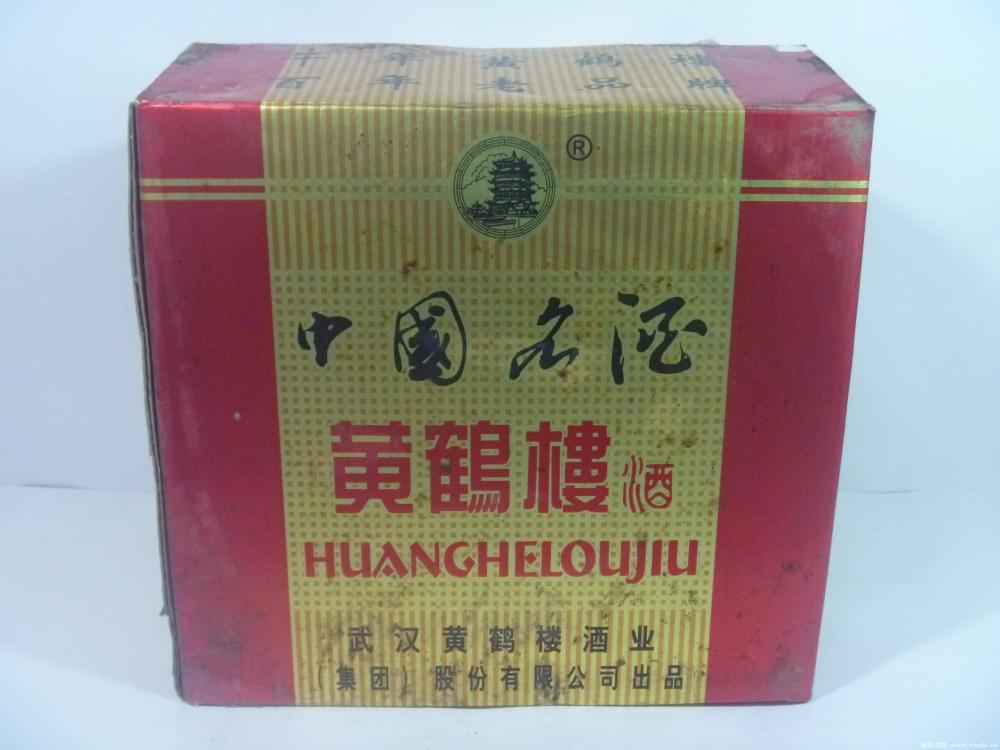 千年黄鹤楼
百年老品牌
®
中國名酒
黄鶴樓酒
HUANGHELOUJIU
武汉黄鹤楼酒业
（集团）股份有限公司出品